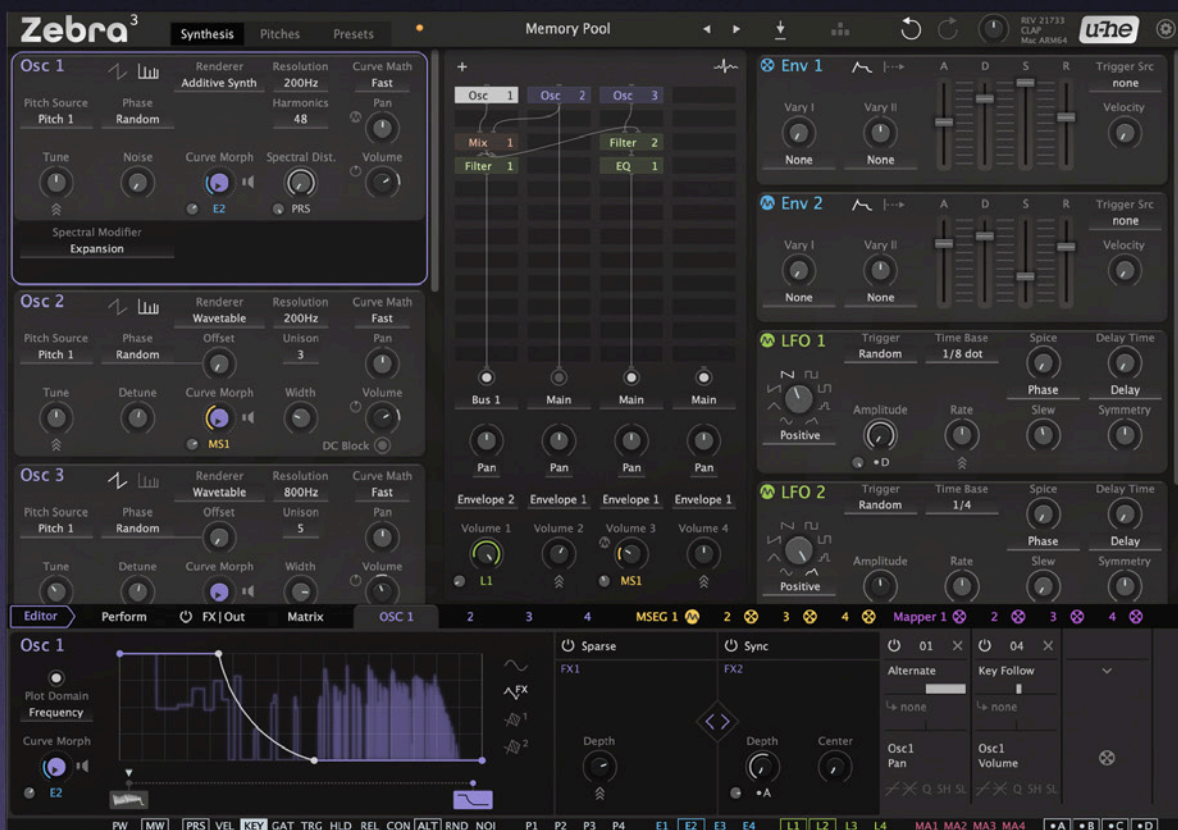 Zebra3
Synthesis Pitches Presets
Memory Pool
REV 21733
CLAP
Mac ARM64
u-he
Osc 1
Renderer Resolution Curve Math
Additive Synth 200Hz Fast
Pitch Source Phase Harmonics Pan
Pitch 1 Random 48
Tune Noise Curve Morph Spectral Dist. Volume
E2 PRS
Spectral Modifier
Expansion
Osc 2
Renderer Resolution Curve Math
Wavetable 200Hz Fast
Pitch Source Phase Offset Unison Pan
Pitch 1 Random 3
Tune Detune Curve Morph Width Volume
MS1 DC Block
Osc 3
Renderer Resolution Curve Math
Wavetable 800Hz Fast
Pitch Source Phase Offset Unison Pan
Pitch 1 Random 5
Tune Detune Curve Morph Width Volume
+
Osc 1 Osc 2 Osc 3
Mix 1 Filter 2
Filter 1 EQ 1
Bus 1 Main Main Main
Pan Pan Pan Pan
Envelope 2 Envelope 1 Envelope 1 Envelope 1
Volume 1 Volume 2 Volume 3 Volume 4
L1 MS1
Env 1
A D S R Trigger Src
none
Vary I Vary II Velocity
None None
Env 2
A D S R Trigger Src
none
Vary I Vary II Velocity
None None
LFO 1
Trigger Time Base Spice Delay Time
Random 1/8 dot
Phase Delay
Amplitude Rate Slew Symmetry
Positive
•D
LFO 2
Trigger Time Base Spice Delay Time
Random 1/4
Phase Delay
Amplitude Rate Slew Symmetry
Positive
Editor Perform FX|Out Matrix OSC 1 2 3 4 MSEG 1 2 3 4 Mapper 1 2 3 4
Osc 1
Plot Domain
Frequency
Curve Morph
E2
FX
1
2
Sparse Sync
FX1 FX2
Depth Depth Center
•A
01 X 04 X
Alternate Key Follow
none none
Osc1 Osc1
Pan Volume
Q SH SL Q SH SL
PW MW PRS VEL KEY GAT TRG HLD REL CON ALT RND NOI P1 P2 P3 P4 E1 E2 E3 E4 L1 L2 L3 L4 MA1 MA2 MA3 MA4 •A •B •C •D